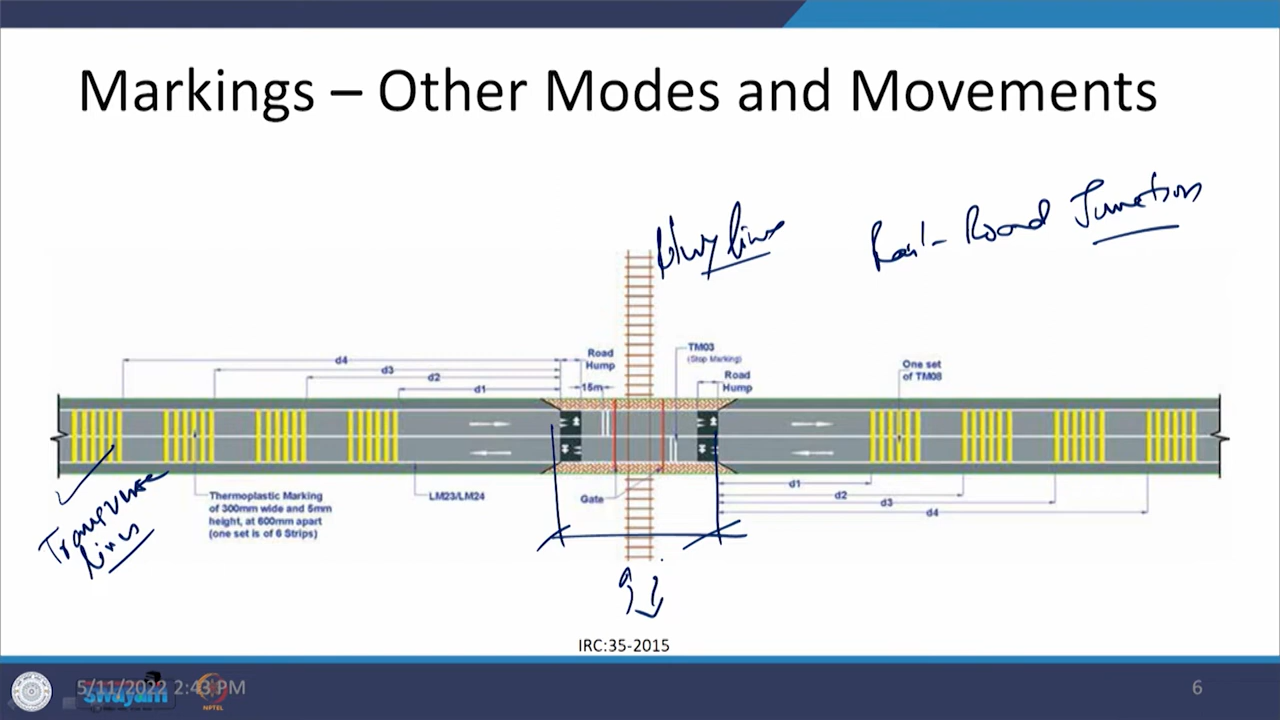 Markings – Other Modes and Movements
Rail-Road Junction
d4
d3
d2
d1
Road
Hump
15m
TM03
(Stop Marking)
Road
Hump
One set
of TM08
Thermoplastic Marking
of 300mm wide and 5mm
height, at 600mm apart
(one set is of 6 Strips)
LM23/LM24
Gate
d1
d2
d3
d4
Transverse
lines
IRC:35-2015
5/11/2022 2:43 PM
swayam
NPTEL
6